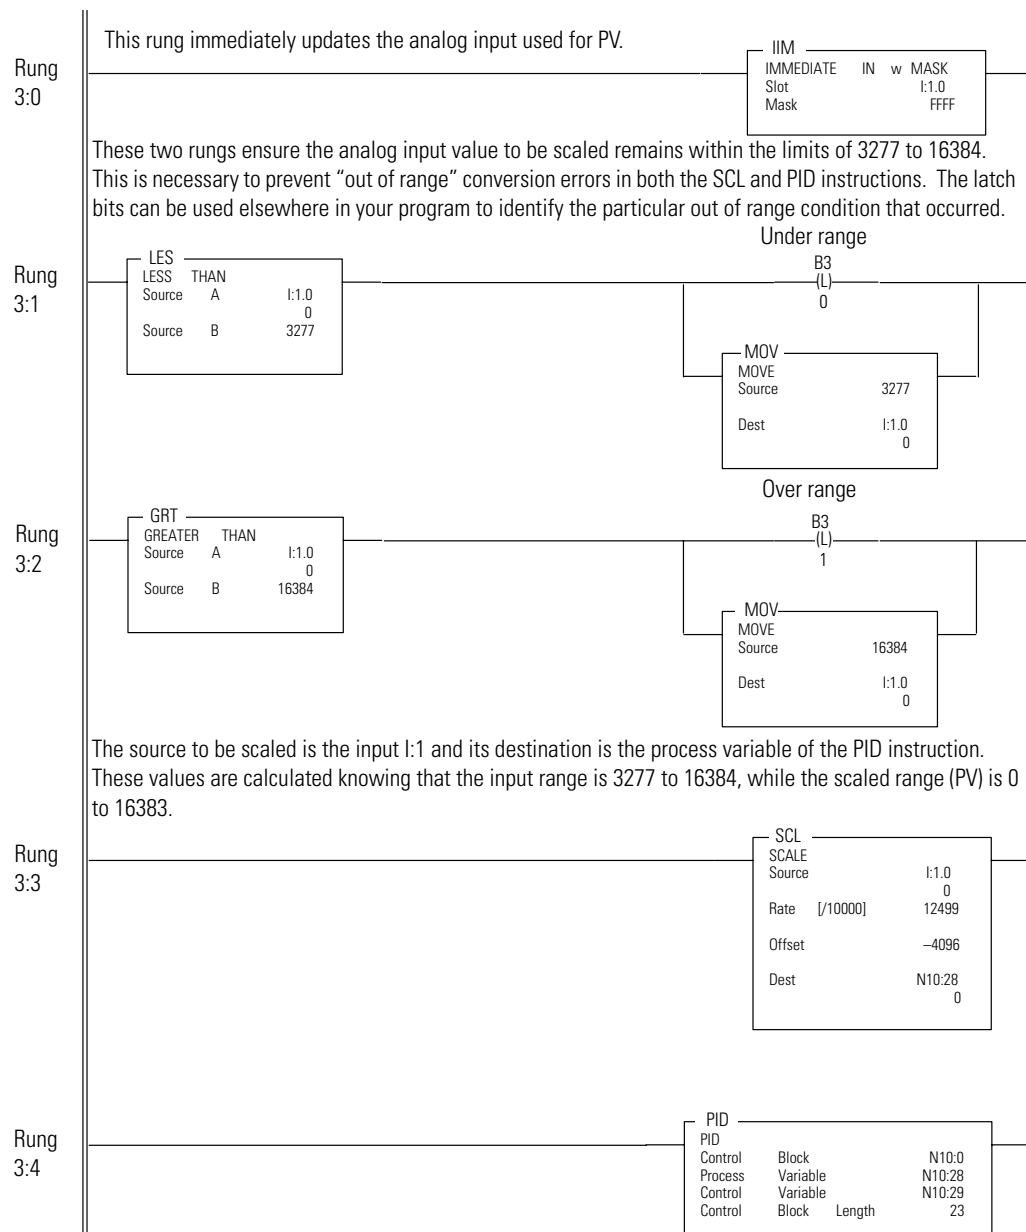 This rung immediately updates the analog input used for PV.
Rung
3:0
IIM
IMMEDIATE IN w MASK
Slot I:1.0
Mask FFFF
These two rungs ensure the analog input value to be scaled remains within the limits of 3277 to 16384.
This is necessary to prevent “out of range” conversion errors in both the SCL and PID instructions. The latch
bits can be used elsewhere in your program to identify the particular out of range condition that occurred.
Under range
Rung
3:1
LES
LESS THAN
Source A I:1.0
0
Source B 3277
B3
(L)
0
MOV
MOVE
Source 3277
Dest I:1.0
0
Over range
Rung
3:2
GRT
GREATER THAN
Source A I:1.0
0
Source B 16384
B3
(L)
1
MOV
MOVE
Source 16384
Dest I:1.0
0
The source to be scaled is the input I:1 and its destination is the process variable of the PID instruction.
These values are calculated knowing that the input range is 3277 to 16384, while the scaled range (PV) is 0
to 16383.
Rung
3:3
SCL
SCALE
Source I:1.0
0
Rate [/10000] 12499
Offset –4096
Dest N10:28
0
Rung
3:4
PID
PID
Control Block N10:0
Process Variable N10:28
Control Variable N10:29
Control Block Length 23